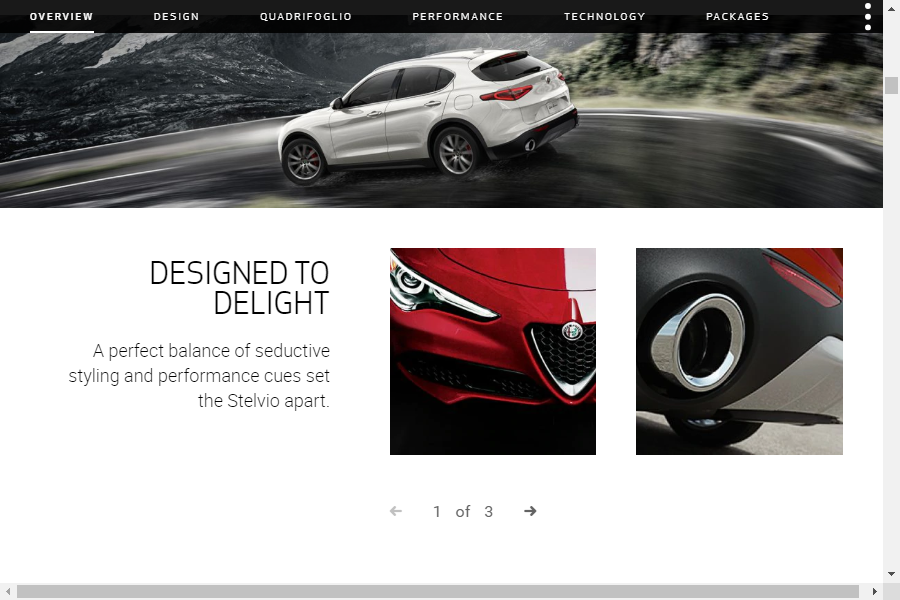 OVERVIEW
DESIGN
QUADRIFOGLIO
PERFORMANCE
TECHNOLOGY
PACKAGES
DESIGNED TO
DELIGHT
A perfect balance of seductive
styling and performance cues set
the Stelvio apart.
1 of 3